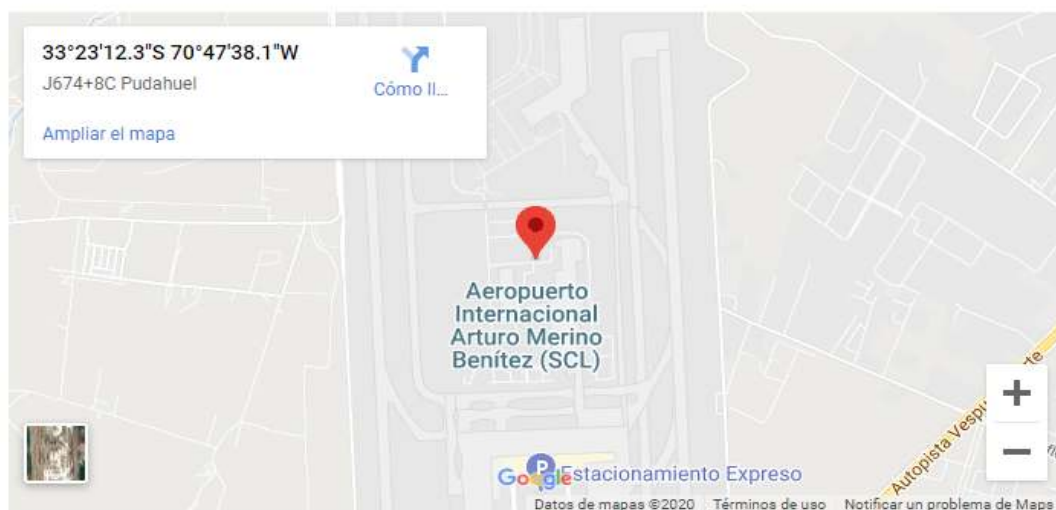 33°23'12.3"S 70°47'38.1"W
J674+8C Pudahuel
Cómo ll...
Ampliar el mapa
Aeropuerto
Internacional
Arturo Merino
Benítez (SCL)
Autopista Vespu
rte
P
Google
Estacionamiento Expreso
+
−
Datos de mapas ©2020 Términos de uso Notificar un problema de Maps